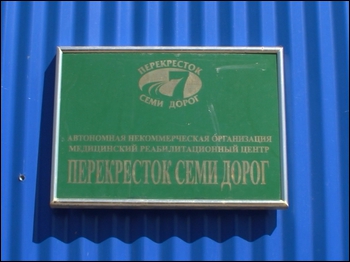 ПЕРЕКРЕСТОК
7
СЕМИ ДОРОГ
АВТОНОМНАЯ НЕКОММЕРЧЕСКАЯ ОРГАНИЗАЦИЯ
МЕДИЦИНСКИЙ РЕАБИЛИТАЦИОННЫЙ ЦЕНТР
ПЕРЕКРЕСТОК СЕМИ ДОРОГ